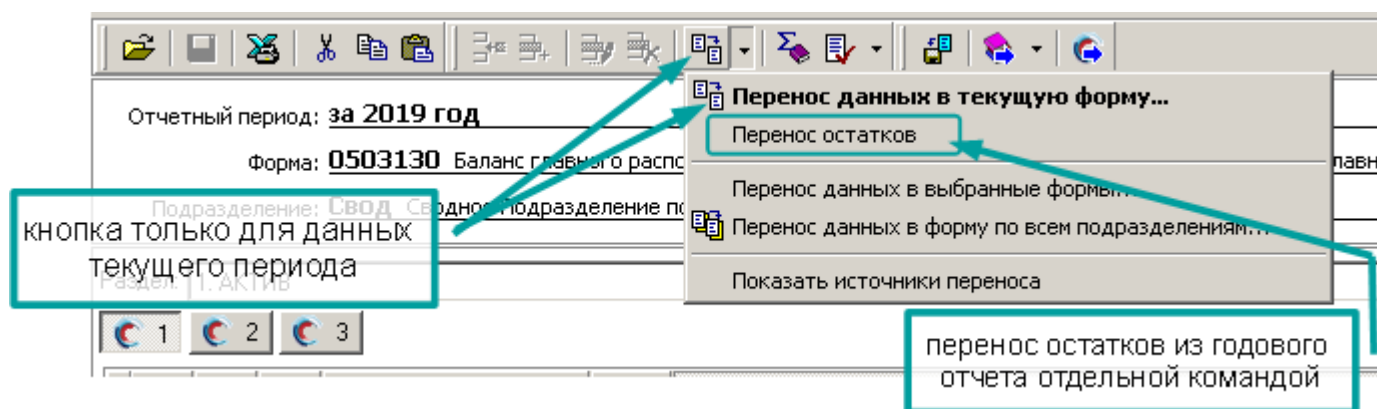 Перенос данных в текущую форму...
Отчетный период: за 2019 год
Перенос остатков
Форма: 0503130 Баланс главного распо
лавн
Подразделение: Свод Сводное Подразделение по
Перенос данных в выбранные формы...
кнопка только для данных
текущего периода
Перенос данных в форму по всем подразделениям...
Раздел: 1. АКТИВ
Показать источники переноса
1 2 3
перенос остатков из годового
отчета отдельной командой